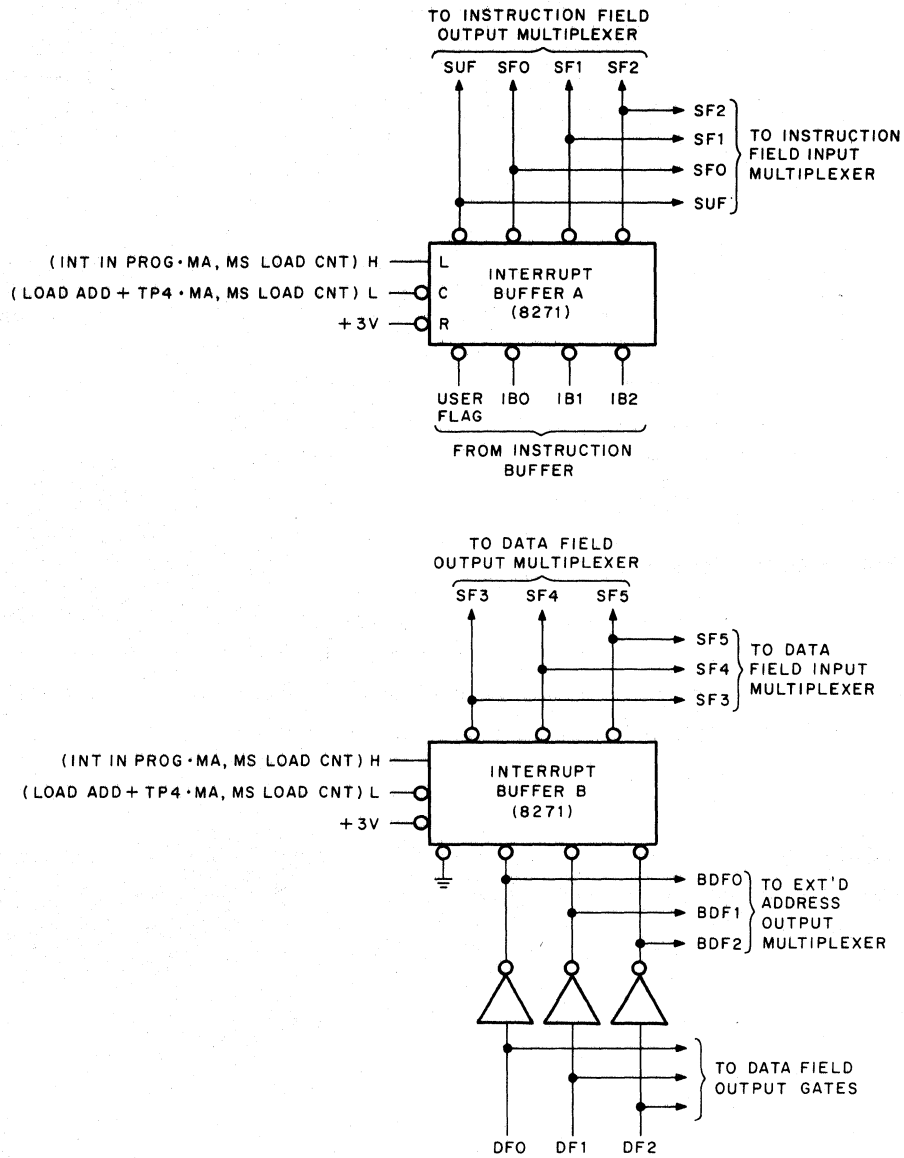 TO INSTRUCTION FIELD
OUTPUT MULTIPLEXER
SUF SF0 SF1 SF2
SF2
SF1
SF0
SUF
TO INSTRUCTION
FIELD INPUT
MULTIPLEXER
(INT IN PROG·MA, MS LOAD CNT) H
(LOAD ADD + TP4·MA, MS LOAD CNT) L
+3V
L
C
R
INTERRUPT
BUFFER A
(8271)
USER
FLAG
IB0 IB1 IB2
FROM INSTRUCTION
BUFFER
TO DATA FIELD
OUTPUT MULTIPLEXER
SF3 SF4 SF5
SF5
SF4
SF3
TO DATA
FIELD INPUT
MULTIPLEXER
(INT IN PROG·MA, MS LOAD CNT) H
(LOAD ADD + TP4·MA, MS LOAD CNT) L
+3V
INTERRUPT
BUFFER B
(8271)
BDF0
BDF1
BDF2
TO EXT'D
ADDRESS
OUTPUT
MULTIPLEXER
TO DATA FIELD
OUTPUT GATES
DF0 DF1 DF2